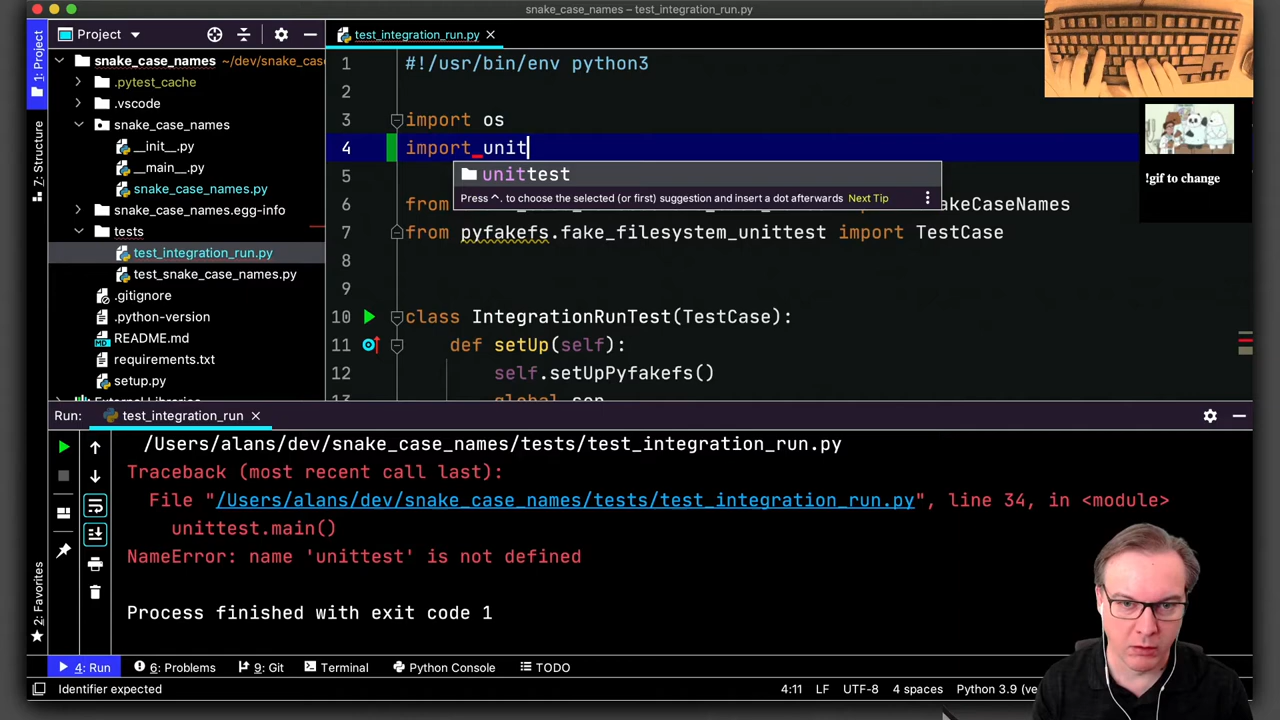 snake_case_names – test_integration_run.py
1: Project
Project
test_integration_run.py
snake_case_names ~/dev/snake_cas
.pytest_cache
.vscode
snake_case_names
__init__.py
__main__.py
snake_case_names.py
snake_case_names.egg-info
tests
test_integration_run.py
test_snake_case_names.py
.gitignore
.python-version
README.md
requirements.txt
setup.py
7: Structure
2: Favorites
1 #!/usr/bin/env python3
2
3 import os
4 import unit
unittest
Press ^. to choose the selected (or first) suggestion and insert a dot afterwards Next Tip
5
6 from akeCaseNames
7 from pyfakefs.fake_filesystem_unittest import TestCase
8
9
10 class IntegrationRunTest(TestCase):
11 def setUp(self):
12 self.setUpPyfakefs()
13 global sep
!gif to change
Run: test_integration_run
/Users/alans/dev/snake_case_names/tests/test_integration_run.py
Traceback (most recent call last):
File "/Users/alans/dev/snake_case_names/tests/test_integration_run.py", line 34, in <module>
unittest.main()
NameError: name 'unittest' is not defined
Process finished with exit code 1
4: Run 6: Problems 9: Git Terminal Python Console TODO
Identifier expected 4:11 LF UTF-8 4 spaces Python 3.9 (ve